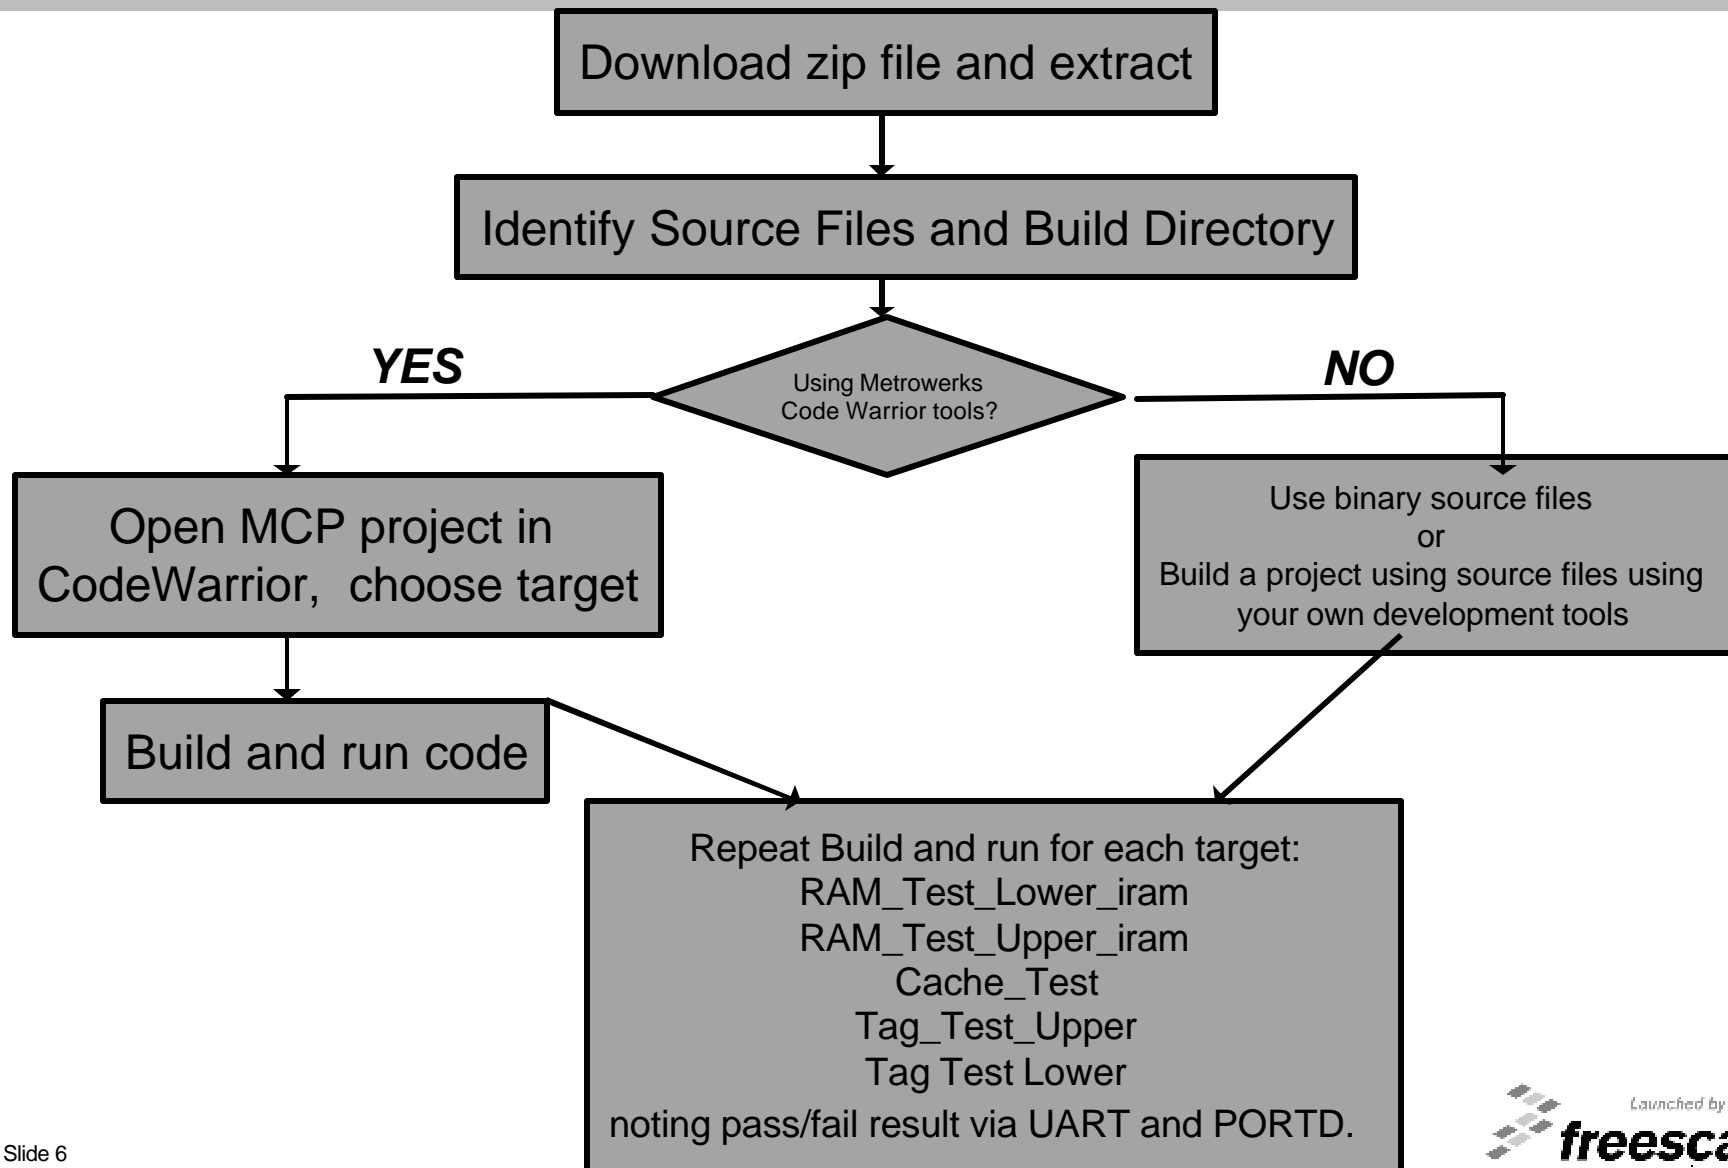 Download zip file and extract
Identify Source Files and Build Directory
Using Metrowerks
Code Warrior tools?
YES
NO
Open MCP project in
CodeWarrior, choose target
Use binary source files
or
Build a project using source files using
your own development tools
Build and run code
Repeat Build and run for each target:
RAM_Test_Lower_iram
RAM_Test_Upper_iram
Cache_Test
Tag_Test_Upper
Tag Test Lower
noting pass/fail result via UART and PORTD.
Slide 6
Launched by
freesca